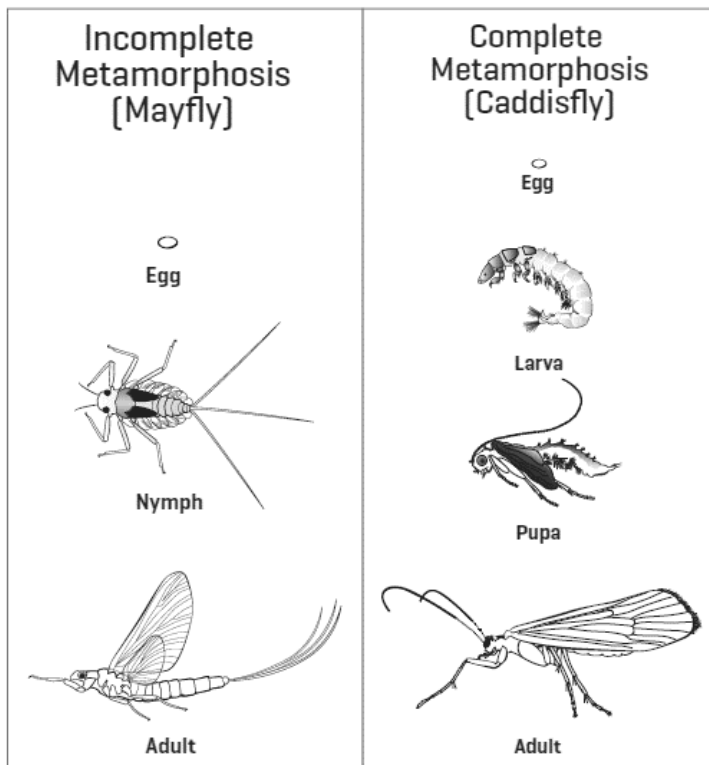 Incomplete
Metamorphosis
(Mayfly)
Egg
Nymph
Adult
Complete
Metamorphosis
(Caddisfly)
Egg
Larva
Pupa
Adult